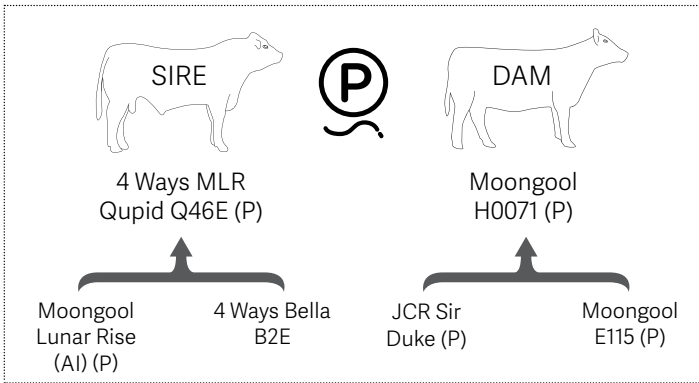 SIRE
P
DAM
4 Ways MLR
Qupid Q46E (P)
Moongool
H0071 (P)
Moongool
Lunar Rise
(AI) (P)
4 Ways Bella
B2E
JCR Sir
Duke (P)
Moongool
E115 (P)